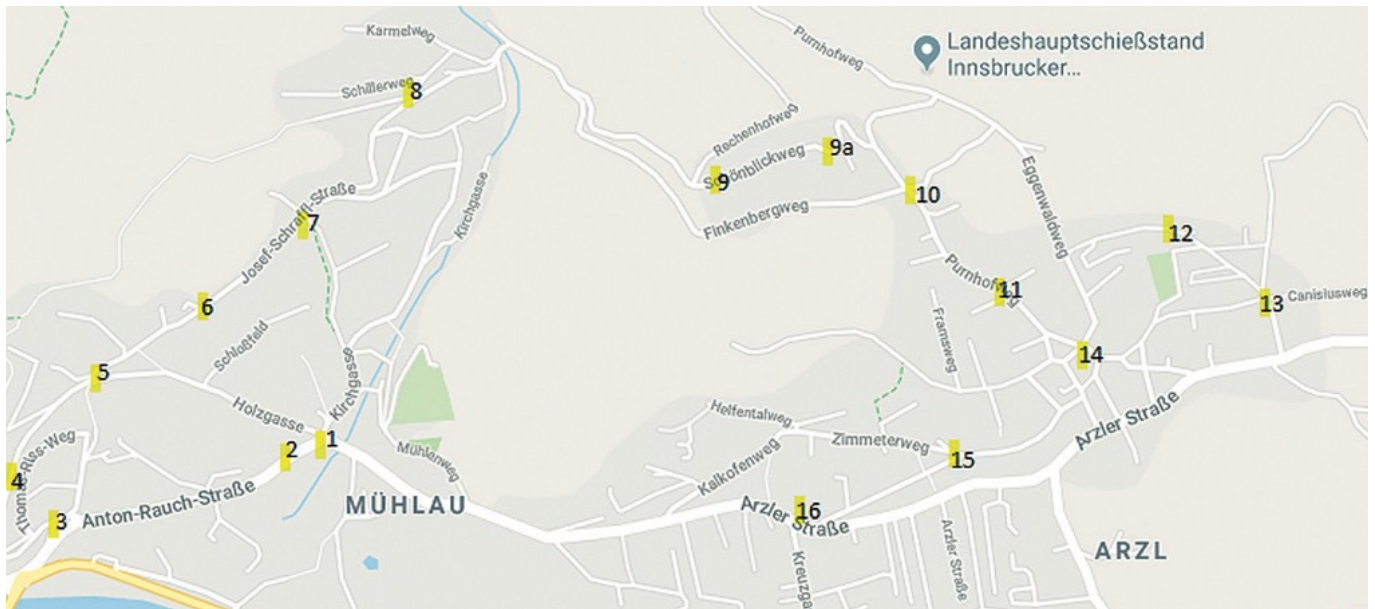 Karmelweg
Purnhofweg
Landeshauptschießstand
Innsbrucker...
Schillerweg
8
Rechenhofweg
9a
Schönblickweg
9
10
Eggenwaldweg
Kirchgasse
Finkenbergweg
Josef-Schraffl-Straße
7
12
Purnhofweg
11
13
Canisiusweg
6
Framsweg
Schloßfeld
14
Kirchgasse
5
Holzgasse
Helfentalweg
Arzler Straße
1
2
Zimmeterweg
15
Mühlenweg
Kalkofenweg
4
Thomas-Riss-Weg
Anton-Rauch-Straße
3
MÜHLAU
16
Arzler Straße
Arzler Straße
ARZL
Kreuzga